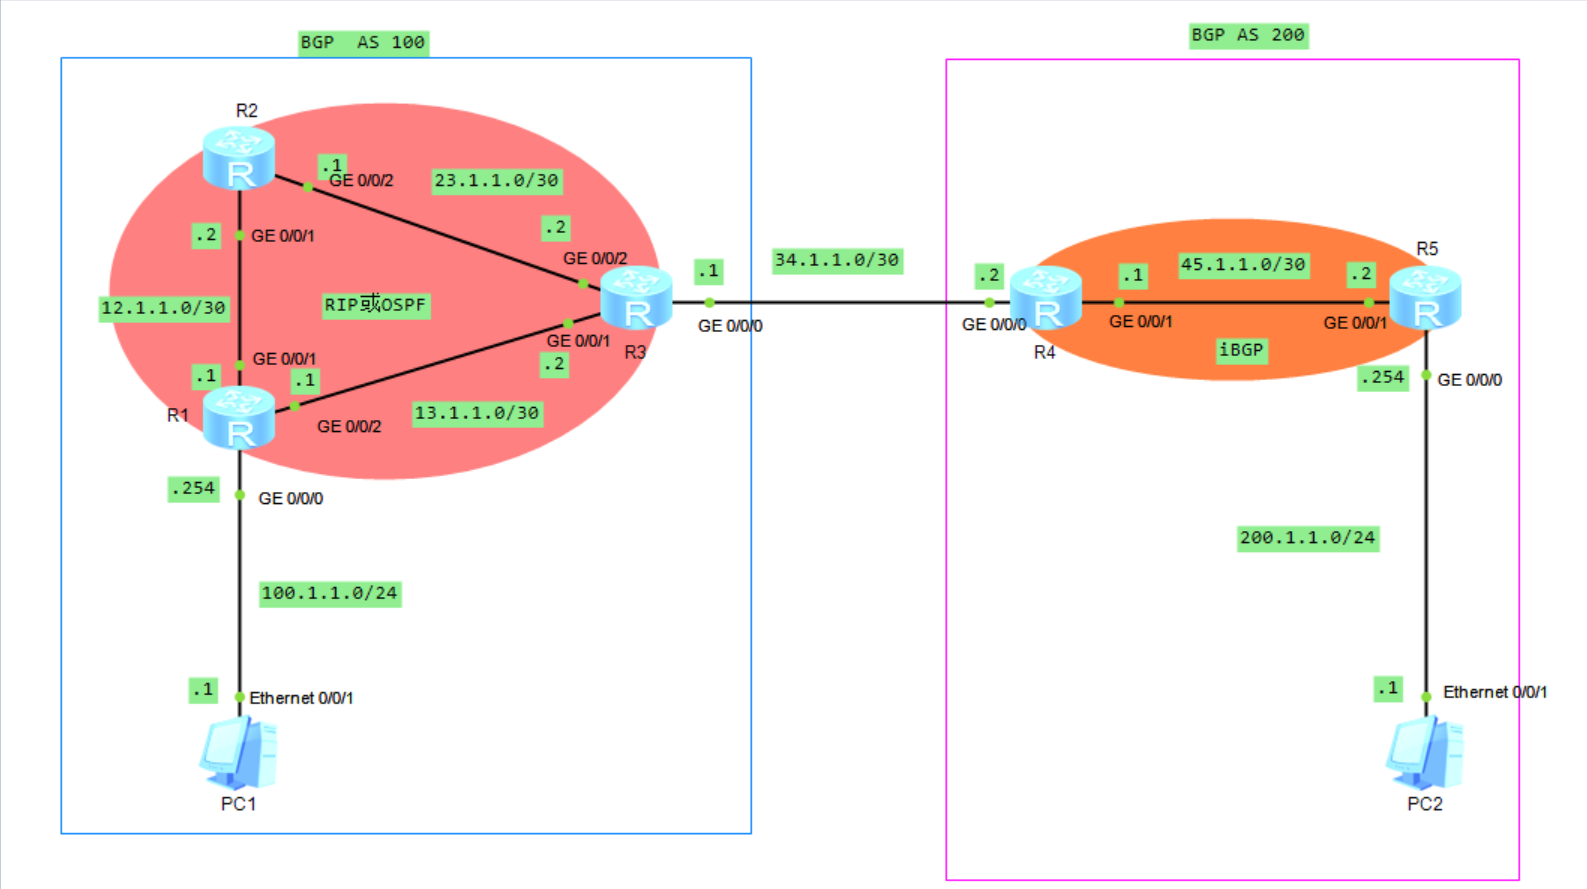 BGP  AS 100
BGP AS 200
R2
.1
GE 0/0/2
23.1.1.0/30
.2
GE 0/0/1
.2
GE 0/0/2
12.1.1.0/30
RIP或OSPF
GE 0/0/1
.1
.1
R1
GE 0/0/2
GE 0/0/1
.2
R3
13.1.1.0/30
.1
GE 0/0/0
34.1.1.0/30
.2
GE 0/0/0
R4
.1
GE 0/0/1
45.1.1.0/30
.2
GE 0/0/1
R5
iBGP
.254
GE 0/0/0
.254
GE 0/0/0
100.1.1.0/24
200.1.1.0/24
.1
Ethernet 0/0/1
PC1
.1
Ethernet 0/0/1
PC2